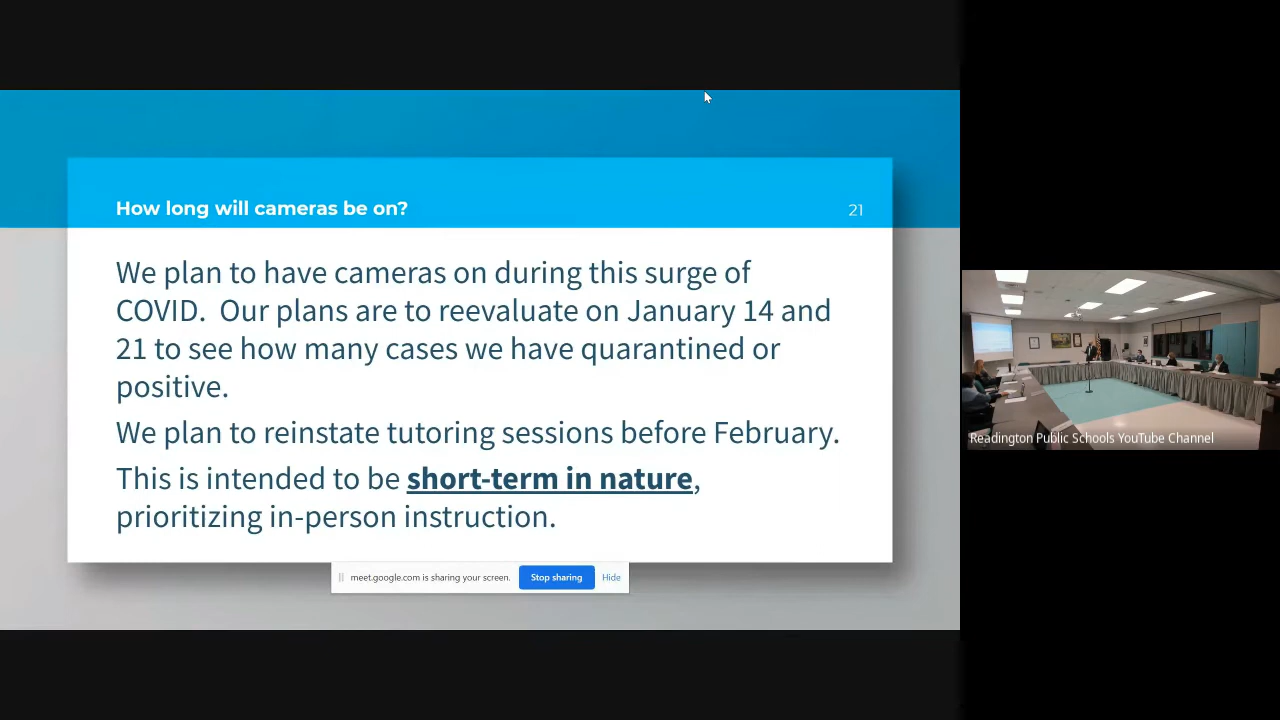 How long will cameras be on?
21
We plan to have cameras on during this surge of
COVID.  Our plans are to reevaluate on January 14 and
21 to see how many cases we have quarantined or
positive.
We plan to reinstate tutoring sessions before February.
This is intended to be short-term in nature,
prioritizing in-person instruction.
meet.google.com is sharing your screen.
Stop sharing
Hide
Readington Public Schools YouTube Channel